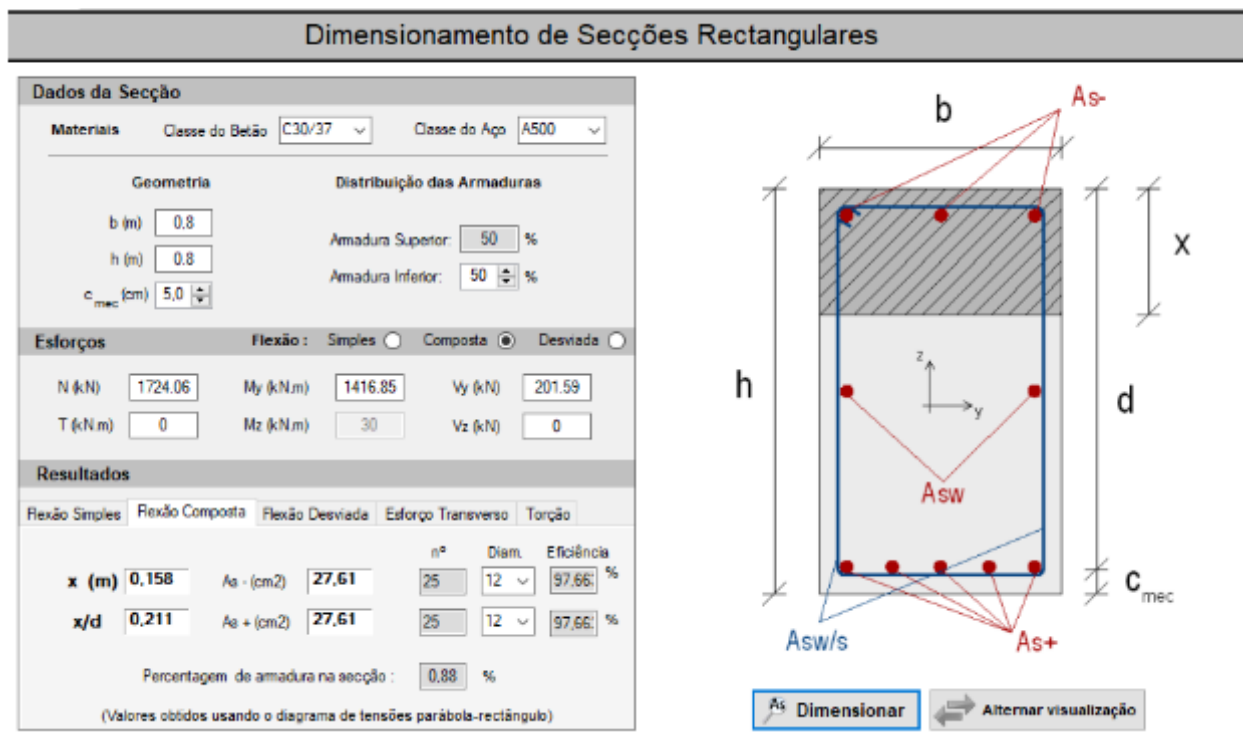 Dimensionamento de Secções Rectangulares
Dados da Secção
Materiais Classe do Betão C30/37 Classe do Aço A500
Geometria Distribuição das Armaduras
b (m) 0.8
Armadura Superior: 50 %
h (m) 0.8
Armadura Inferior: 50 %
c mec (cm) 5,0
Esforços Flexão : Simples Composta Desviada
N (kN) 1724.06 My (kN.m) 1416.85 Vy (kN) 201.59
T (kN.m) 0 Mz (kN.m) 30 Vz (kN) 0
Resultados
Flexão Simples Flexão Composta Flexão Desviada Esforço Transverso Torção
nº Diam. Eficiência
x (m) 0,158 As - (cm2) 27,61 25 12 97,66: %
x/d 0,211 As + (cm2) 27,61 25 12 97,66: %
Percentagem de armadura na secção : 0,88 %
(Valores obtidos usando o diagrama de tensões parábola-rectângulo)
b
As-
x
z
y
h
d
Asw
c mec
Asw/s
As+
As Dimensionar
Alternar visualização